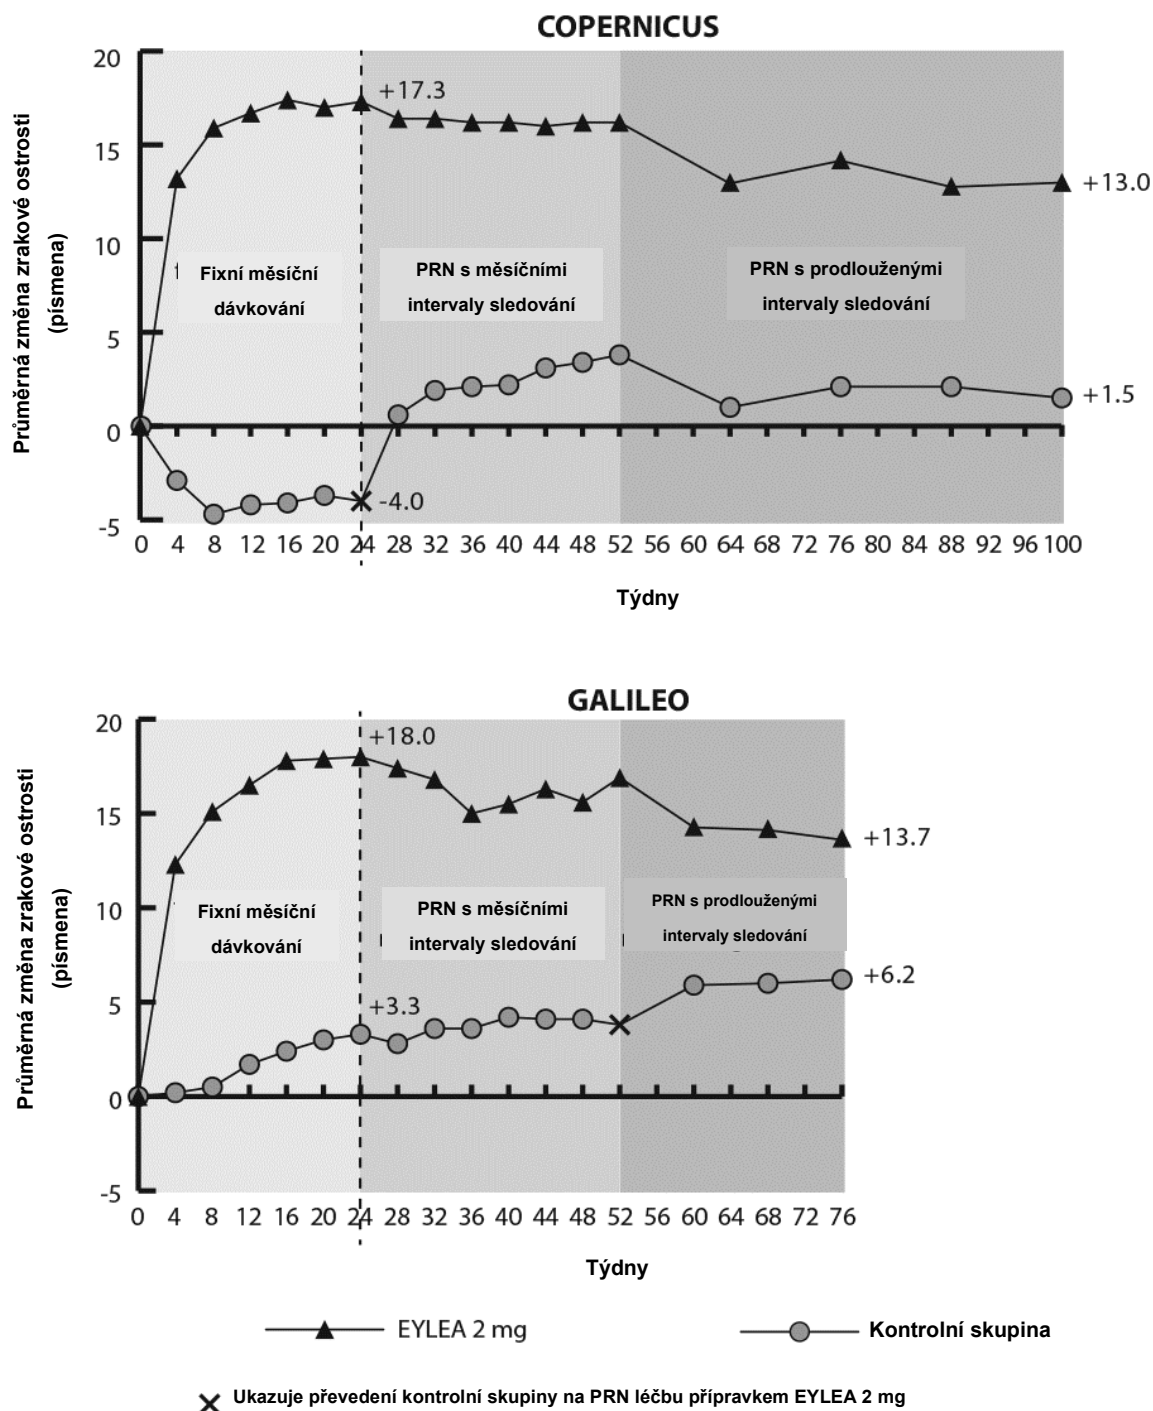 COPERNICUS
Průměrná změna zrakové ostrosti
(písmena)
20
15
10
5
0
-5
+17.3
+13.0
Fixní měsíční
dávkování
PRN s měsíčními
intervaly sledování
PRN s prodlouženými
intervaly sledování
+1.5
-4.0
0 4 8 12 16 20 24 28 32 36 40 44 48 52 56 60 64 68 72 76 80 84 88 92 96 100
Týdny
GALILEO
Průměrná změna zrakové ostrosti
(písmena)
20
15
10
5
0
-5
+18.0
+13.7
Fixní měsíční
dávkování
PRN s měsíčními
intervaly sledování
PRN s prodlouženými
intervaly sledování
+3.3
+6.2
0 4 8 12 16 20 24 28 32 36 40 44 48 52 56 60 64 68 72 76
Týdny
EYLEA 2 mg
Kontrolní skupina
Ukazuje převedení kontrolní skupiny na PRN léčbu přípravkem EYLEA 2 mg